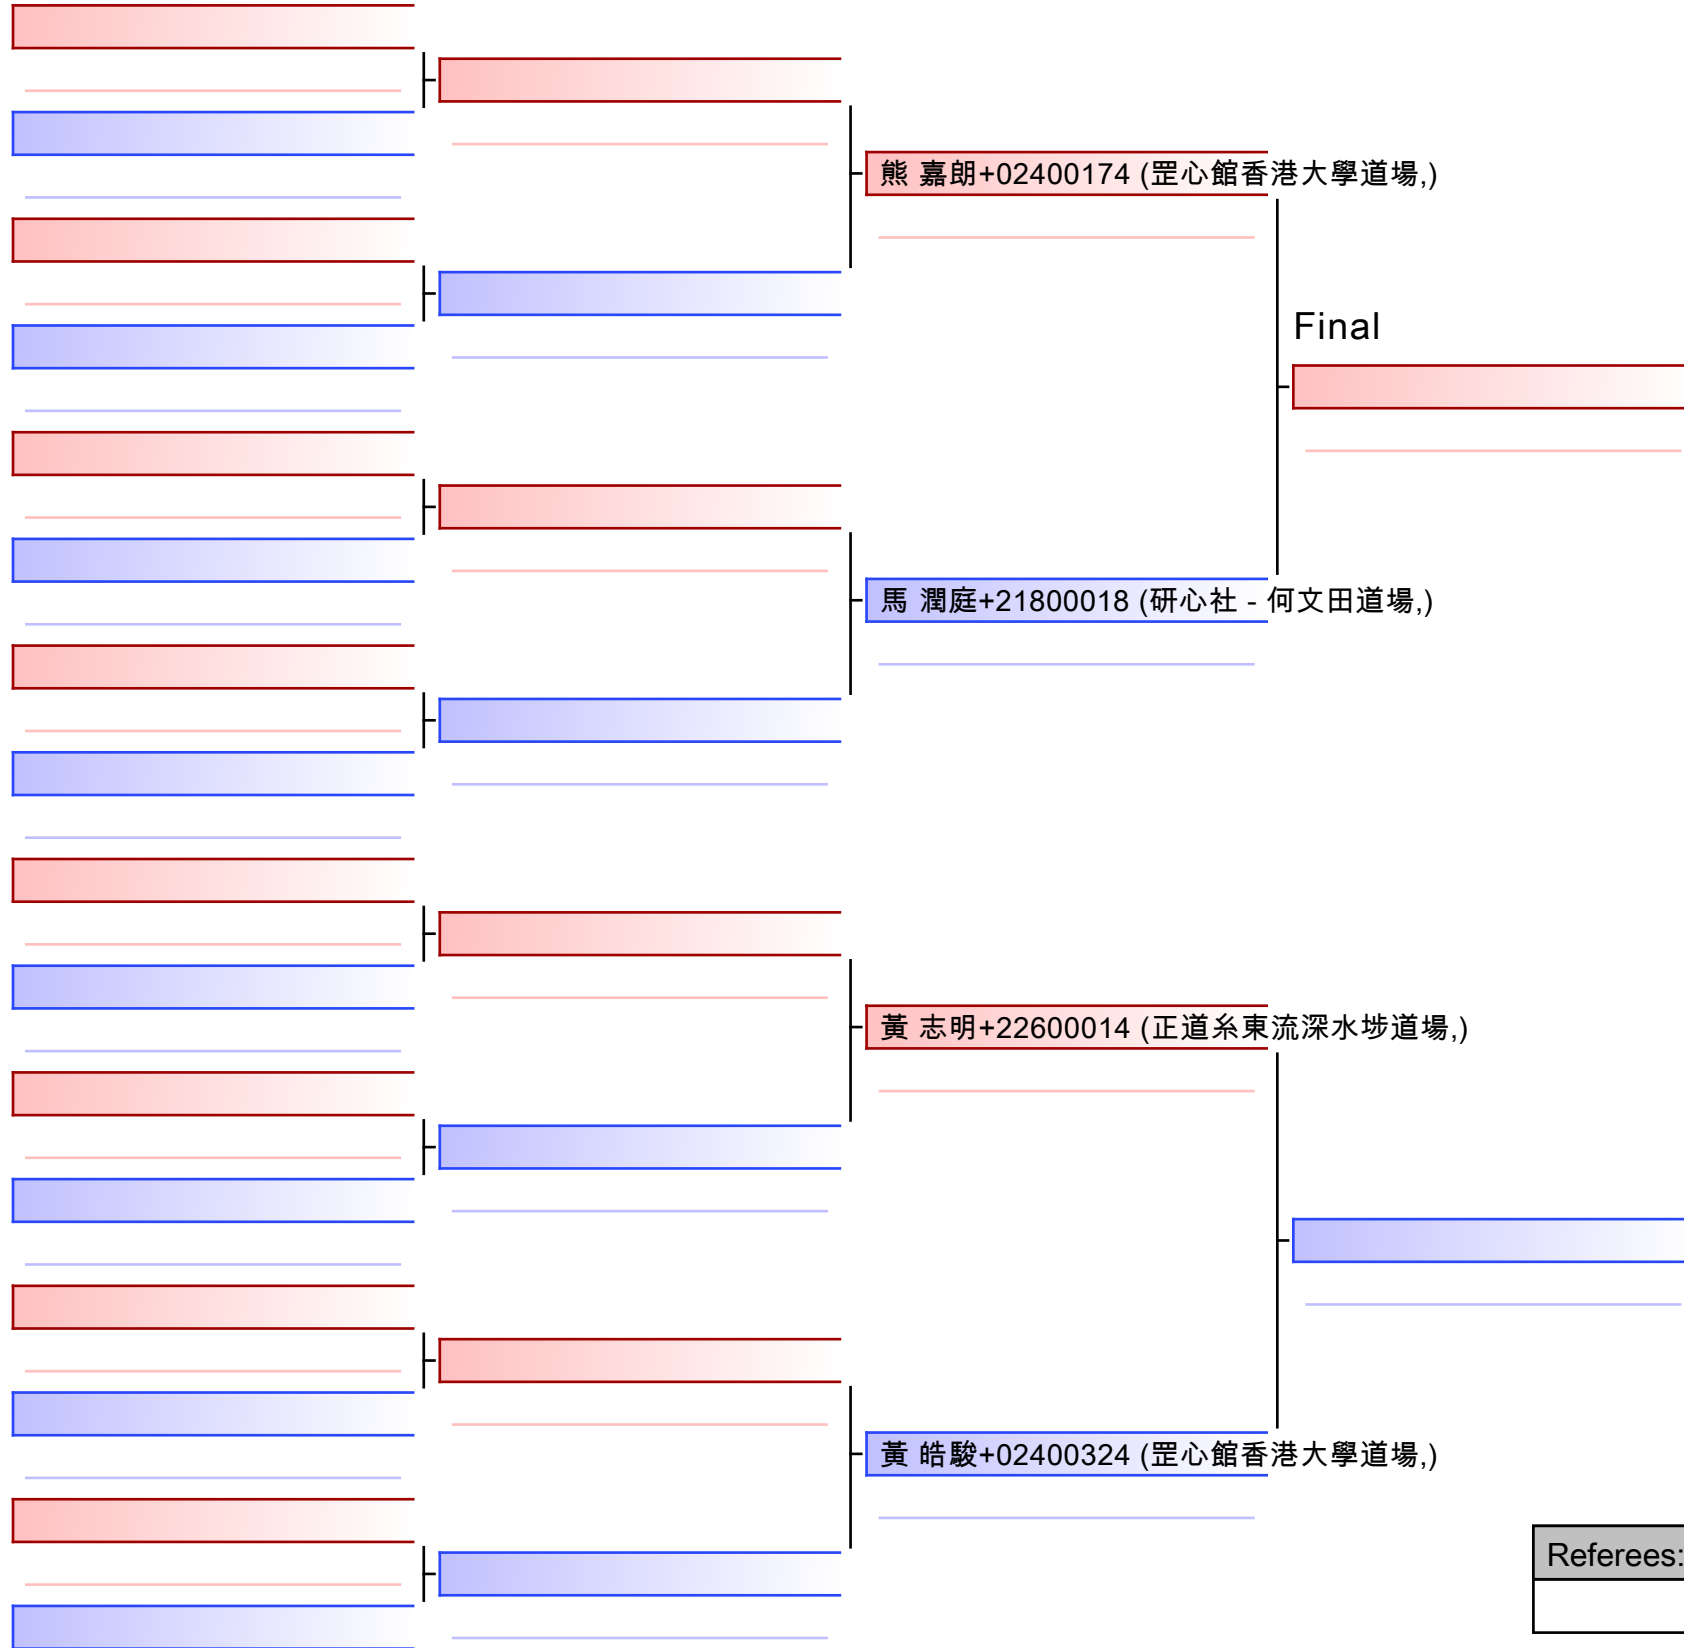 熊 嘉朗+02400174 (罡心館香港大學道場,)
Final
馬 潤庭+21800018 (研心社 - 何文田道場,)
黃 志明+22600014 (正道糸東流深水埗道場,)
黃 皓駿+02400324 (罡心館香港大學道場,)
Referees: